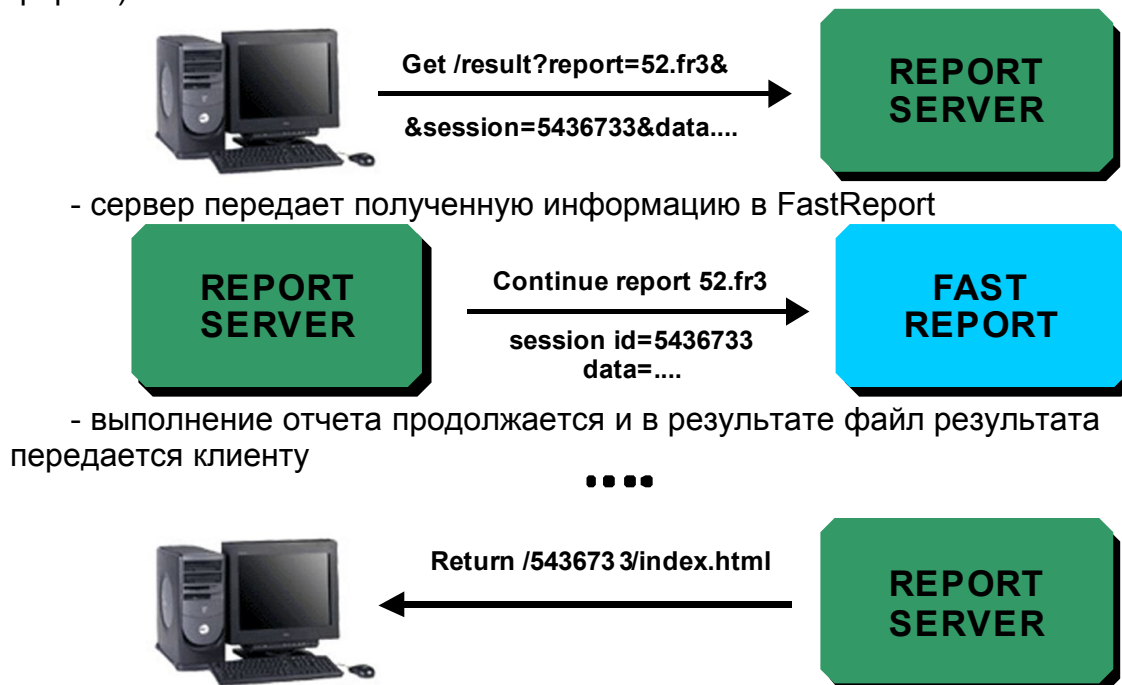 Get /result?report=52.fr3&
&session=5436733&data....
REPORT
SERVER
- сервер передает полученную информацию в FastReport
REPORT
SERVER
Continue report 52.fr3
session id=5436733
data=....
FAST
REPORT
- выполнение отчета продолжается и в результате файл результата
передается клиенту
....
Return /5436733/index.html
REPORT
SERVER